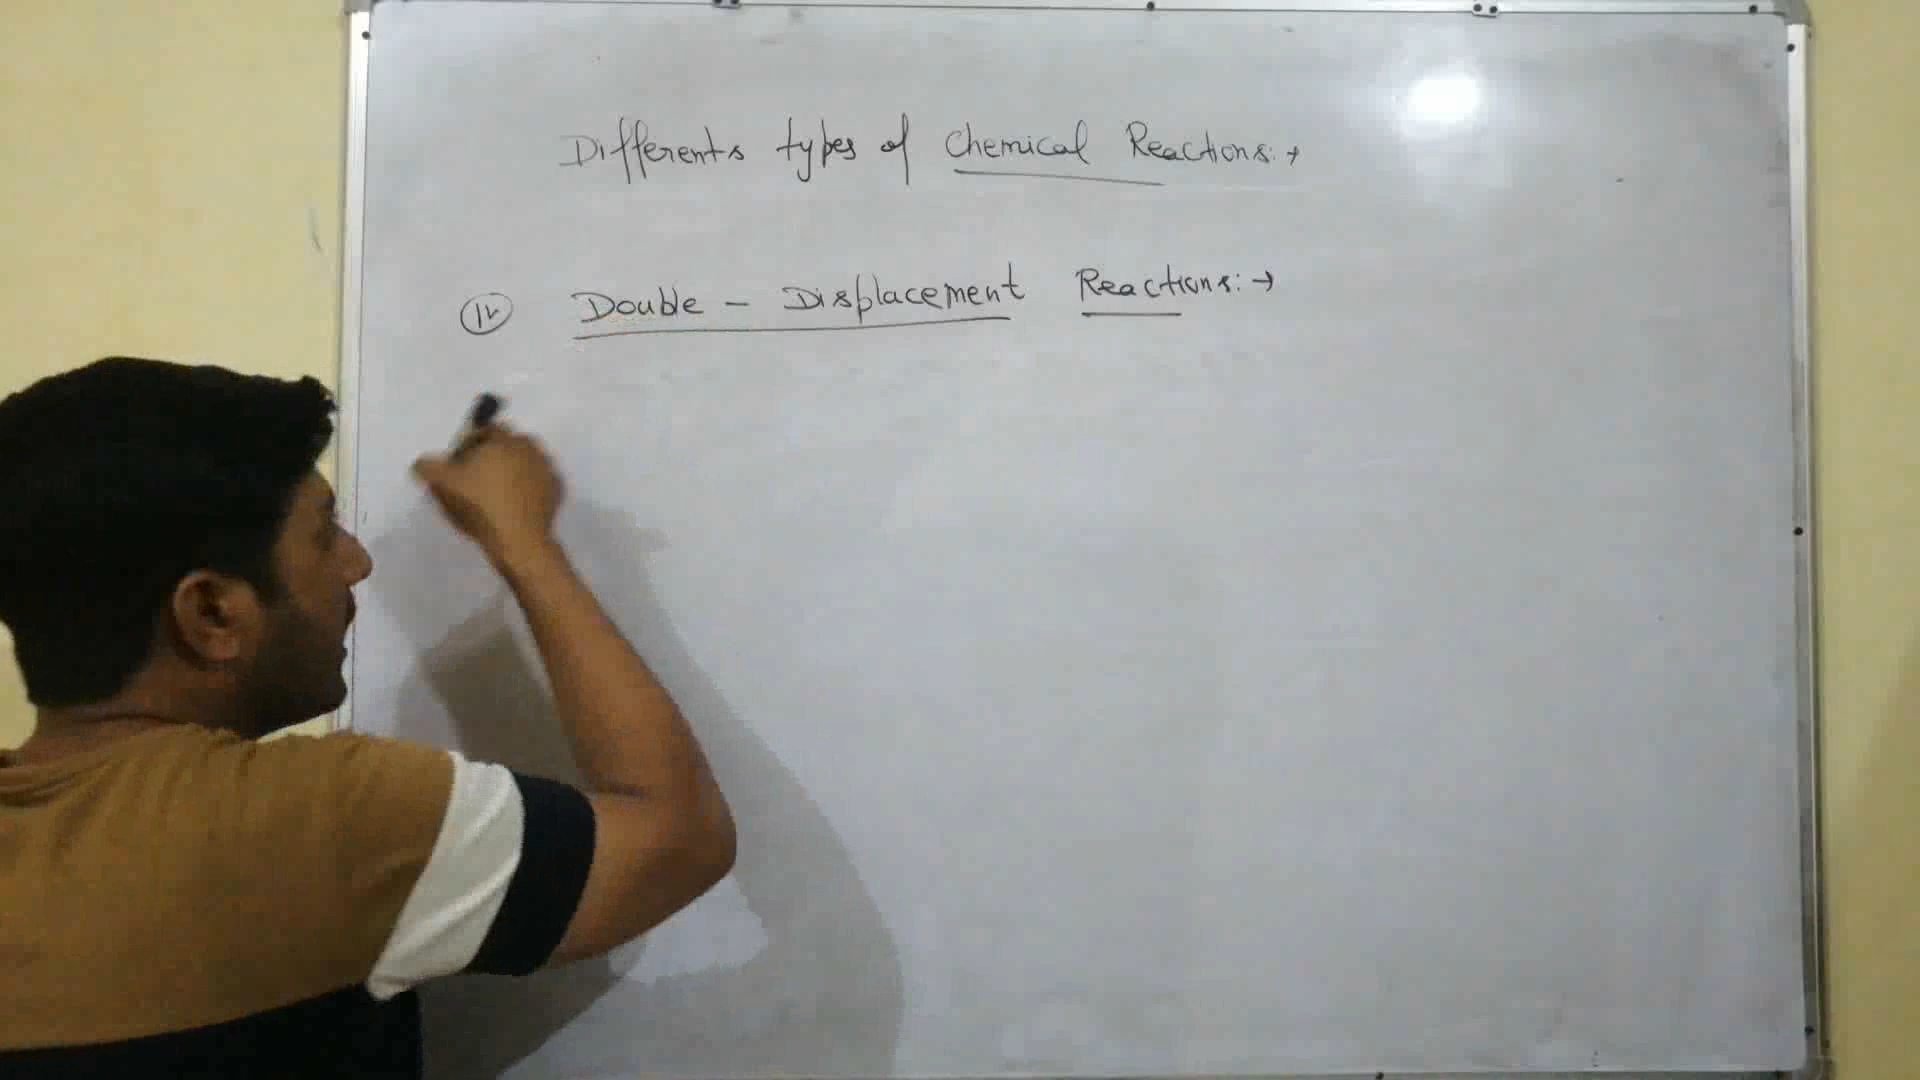 Differents types of Chemical Reactions:→
(iv) Double - Displacement Reactions:→